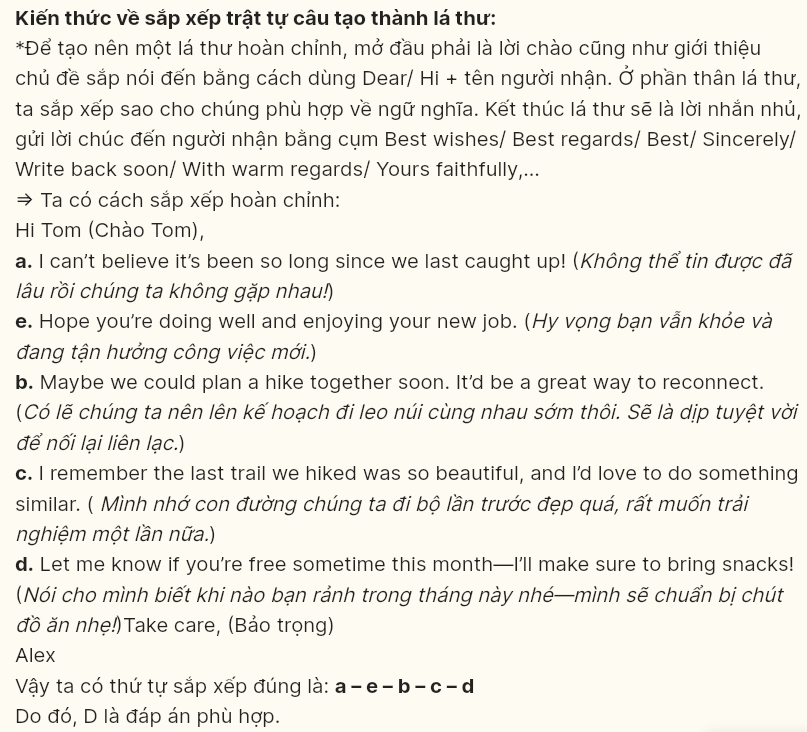 Kiến thức về sắp xếp trật tự câu tạo thành lá thư:
*Để tạo nên một lá thư hoàn chỉnh, mở đầu phải là lời chào cũng như giới thiệu
chủ đề sắp nói đến bằng cách dùng Dear/ Hi + tên người nhận. Ở phần thân lá thư,
ta sắp xếp sao cho chúng phù hợp về ngữ nghĩa. Kết thúc lá thư sẽ là lời nhắn nhủ,
gửi lời chúc đến người nhận bằng cụm Best wishes/ Best regards/ Best/ Sincerely/
Write back soon/ With warm regards/ Yours faithfully,...
⇒ Ta có cách sắp xếp hoàn chỉnh:
Hi Tom (Chào Tom),
a. I can’t believe it’s been so long since we last caught up! (Không thể tin được đã
lâu rồi chúng ta không gặp nhau!)
e. Hope you’re doing well and enjoying your new job. (Hy vọng bạn vẫn khỏe và
đang tận hưởng công việc mới.)
b. Maybe we could plan a hike together soon. It’d be a great way to reconnect.
(Có lẽ chúng ta nên lên kế hoạch đi leo núi cùng nhau sớm thôi. Sẽ là dịp tuyệt vời
để nối lại liên lạc.)
c. I remember the last trail we hiked was so beautiful, and I’d love to do something
similar. ( Mình nhớ con đường chúng ta đi bộ lần trước đẹp quá, rất muốn trải
nghiệm một lần nữa.)
d. Let me know if you’re free sometime this month—I’ll make sure to bring snacks!
(Nói cho mình biết khi nào bạn rảnh trong tháng này nhé—mình sẽ chuẩn bị chút
đồ ăn nhẹ!)Take care, (Bảo trọng)
Alex
Vậy ta có thứ tự sắp xếp đúng là: a – e – b – c – d
Do đó, D là đáp án phù hợp.